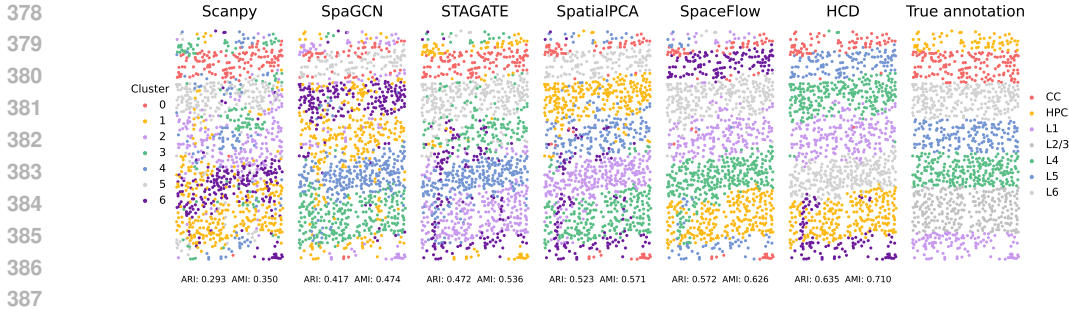 378
379
380
381
382
383
384
385
386
387
Scanpy SpaGCN STAGATE SpatialPCA SpaceFlow HCD True annotation
Cluster
0
1
2
3
4
5
6
CC
HPC
L1
L2/3
L4
L5
L6
ARI: 0.293 AMI: 0.350 ARI: 0.417 AMI: 0.474 ARI: 0.472 AMI: 0.536 ARI: 0.523 AMI: 0.571 ARI: 0.572 AMI: 0.626 ARI: 0.635 AMI: 0.710